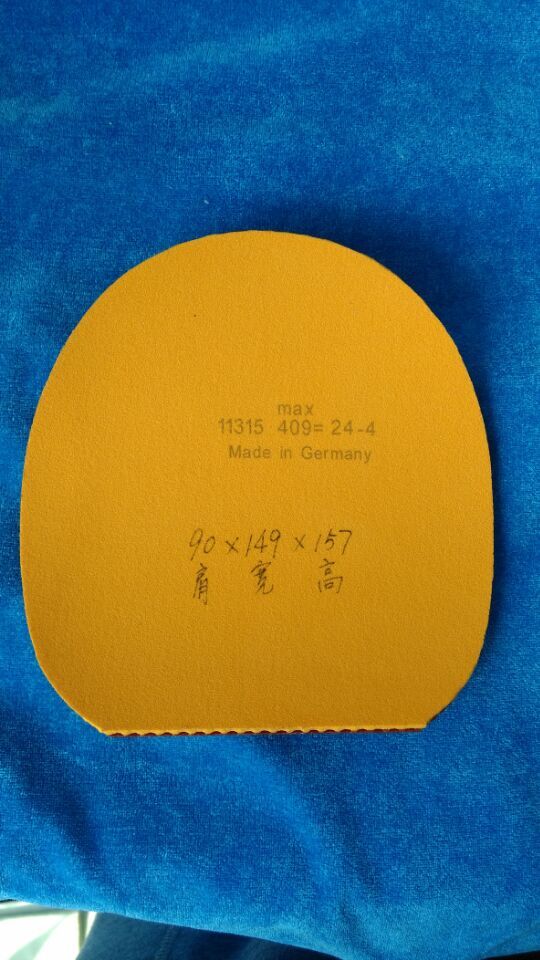 max
11315 409= 24-4
Made in Germany
90×149×157
肩 宽 高